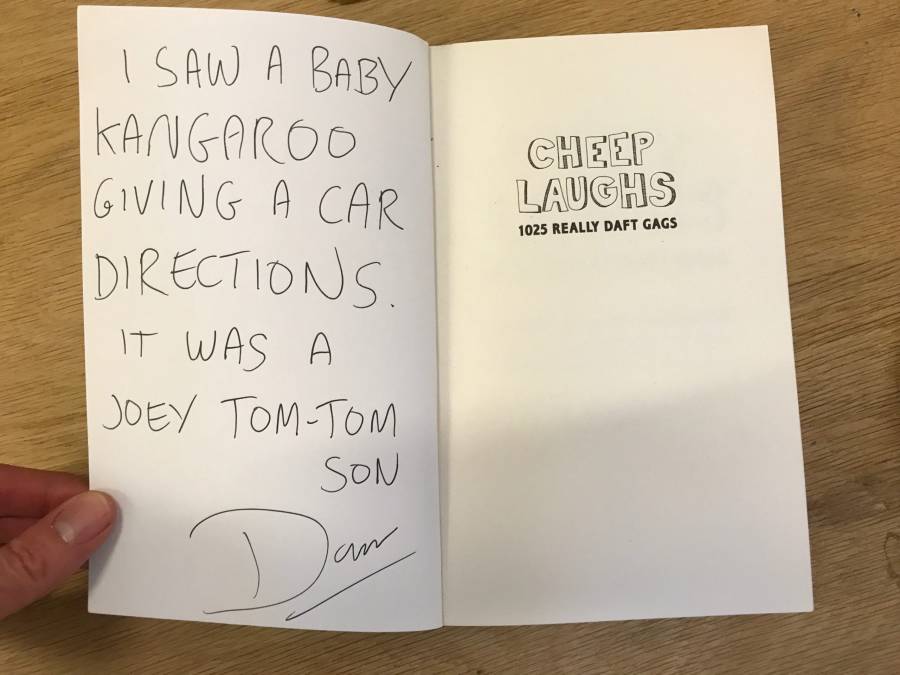 I SAW A BABY
KANGAROO
GIVING A CAR
DIRECTIONS.
IT WAS A
JOEY TOM-TOM
SON
CHEEP
LAUGHS
1025 REALLY DAFT GAGS